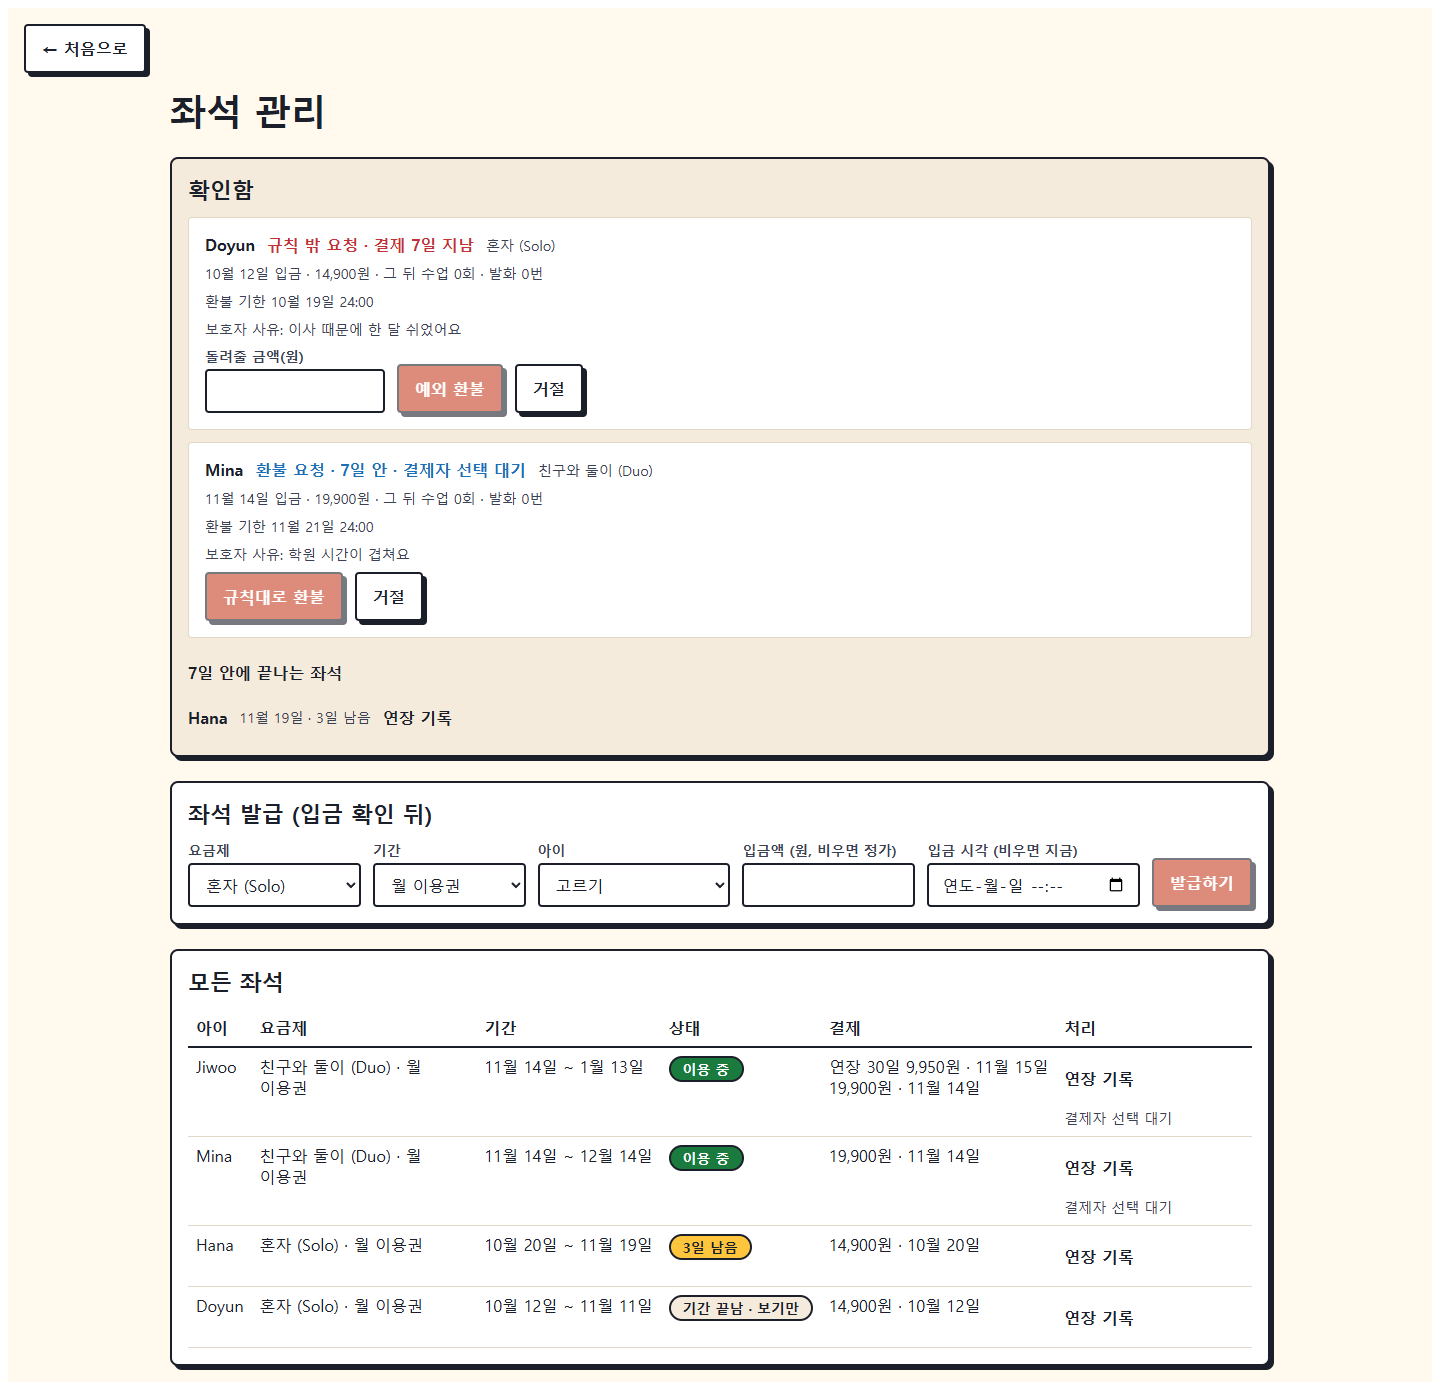 ← 처음으로
좌석 관리
확인함
Doyun 규칙 밖 요청 · 결제 7일 지남 혼자 (Solo)
10월 12일 입금 · 14,900원 · 그 뒤 수업 0회 · 발화 0번
환불 기한 10월 19일 24:00
보호자 사유: 이사 때문에 한 달 쉬었어요
돌려줄 금액(원)
예외 환불 거절
Mina 환불 요청 · 7일 안 · 결제자 선택 대기 친구와 둘이 (Duo)
11월 14일 입금 · 19,900원 · 그 뒤 수업 0회 · 발화 0번
환불 기한 11월 21일 24:00
보호자 사유: 학원 시간이 겹쳐요
규칙대로 환불 거절
7일 안에 끝나는 좌석
Hana 11월 19일 · 3일 남음 연장 기록
좌석 발급 (입금 확인 뒤)
요금제 기간 아이 입금액 (원, 비우면 정가) 입금 시각 (비우면 지금)
혼자 (Solo) 월 이용권 고르기 연도-월-일 --:-- 발급하기
모든 좌석
아이 요금제 기간 상태 결제 처리
Jiwoo 친구와 둘이 (Duo) · 월 11월 14일 ~ 1월 13일 이용 중 연장 30일 9,950원 · 11월 15일
이용권 19,900원 · 11월 14일
연장 기록
결제자 선택 대기
Mina 친구와 둘이 (Duo) · 월 11월 14일 ~ 12월 14일 이용 중 19,900원 · 11월 14일
이용권 연장 기록
결제자 선택 대기
Hana 혼자 (Solo) · 월 이용권 10월 20일 ~ 11월 19일 3일 남음 14,900원 · 10월 20일
연장 기록
Doyun 혼자 (Solo) · 월 이용권 10월 12일 ~ 11월 11일 기간 끝남 · 보기만 14,900원 · 10월 12일
연장 기록